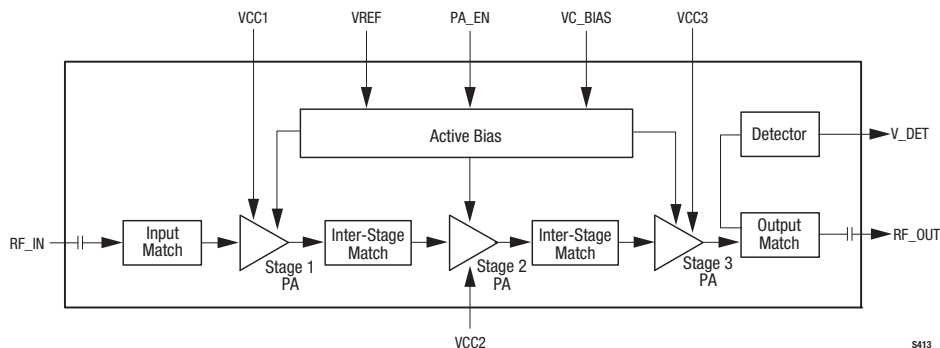 VCC1
VREF
PA_EN
VC_BIAS
VCC3
Active Bias
Detector
V_DET
RF_IN
Input
Match
Stage 1
PA
Inter-Stage
Match
Stage 2
PA
Inter-Stage
Match
Stage 3
PA
Output
Match
RF_OUT
VCC2
S413